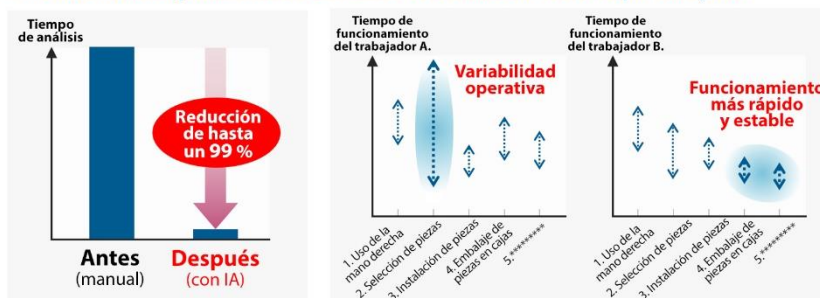 Tiempo
de análisis
Reducción
de hasta
un 99 %
Antes
(manual)
Después
(con IA)
Tiempo de
funcionamiento
del trabajador A.
Variabilidad
operativa
1. Uso de la
mano derecha
2. Selección de piezas
3. Instalación de piezas
4. Embalaje de
piezas en cajas
5.*********
Tiempo de
funcionamiento
del trabajador B.
Funcionamiento
más rápido
y estable
1. Uso de la
mano derecha
2. Selección de piezas
3. Instalación de piezas
4. Embalaje de
piezas en cajas
5.*********